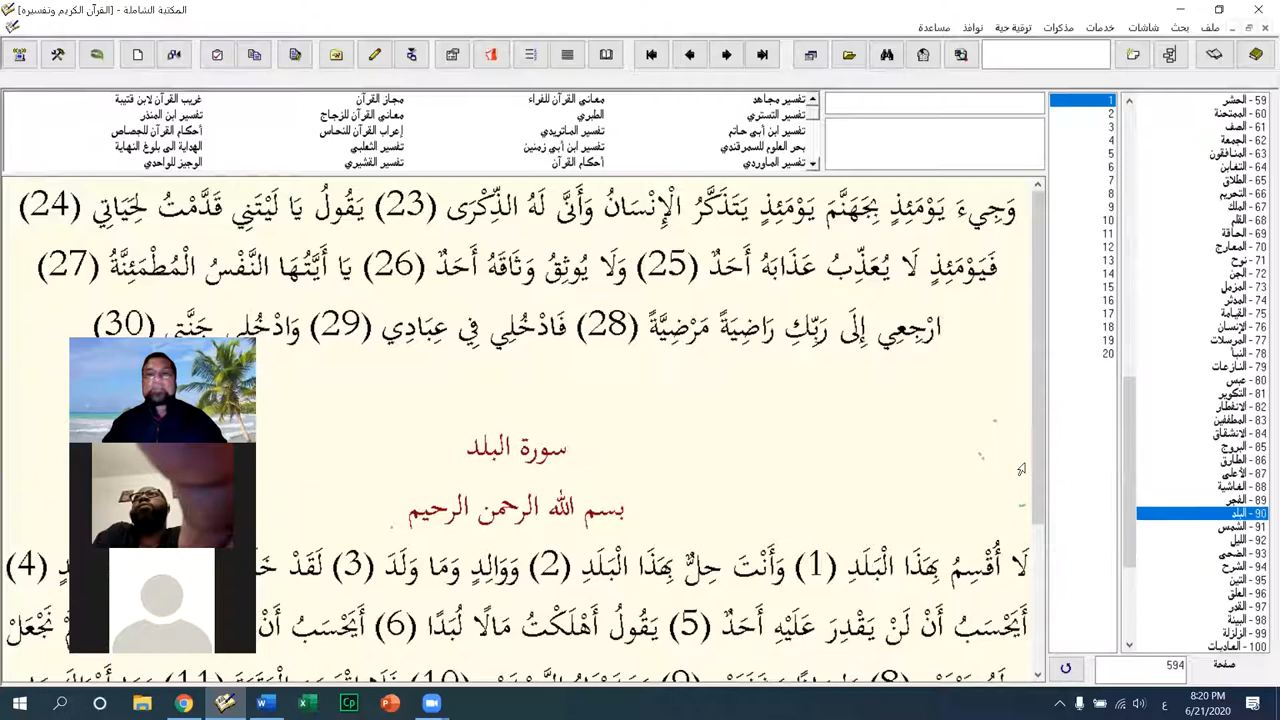 المكتبة الشاملة - [القرآن الكريم وتفسيره]
ملف بحث شاشات خدمات مذكرات ترقية حية نوافذ مساعدة
تفسير مجاهد معاني القرآن للفراء مجاز القرآن غريب القرآن لابن قتيبة
تفسير التستري الطبري معاني القرآن للزجاج تفسير ابن المنذر
تفسير ابن أبي حاتم تفسير الماتريدي إعراب القرآن للنحاس أحكام القرآن للجصاص
بحر العلوم للسمرقندي تفسير ابن أبي زمنين تفسير الثعلبي الهداية الى بلوغ النهاية
تفسير الماوردي أحكام القرآن تفسير القشيري الوجيز للواحدي
وَجِيءَ يَوْمَئِذٍ بِجَهَنَّمَ يَوْمَئِذٍ يَتَذَكَّرُ الْإِنْسَانُ وَأَنَّى لَهُ الذِّكْرَى (23) يَقُولُ يَا لَيْتَنِي قَدَّمْتُ لِحَيَاتِي (24)
فَيَوْمَئِذٍ لَا يُعَذِّبُ عَذَابَهُ أَحَدٌ (25) وَلَا يُوثِقُ وَثَاقَهُ أَحَدٌ (26) يَا أَيَّتُهَا النَّفْسُ الْمُطْمَئِنَّةُ (27)
ارْجِعِي إِلَى رَبِّكِ رَاضِيَةً مَرْضِيَّةً (28) فَادْخُلِي فِي عِبَادِي (29) وَادْخُلِي جَنَّتِي (30)
سورة البلد
بسم الله الرحمن الرحيم
لَا أُقْسِمُ بِهَذَا الْبَلَدِ (1) وَأَنْتَ حِلٌّ بِهَذَا الْبَلَدِ (2) وَوَالِدٍ وَمَا وَلَدَ (3) لَقَدْ (4)
أَيَحْسَبُ أَنْ لَنْ يَقْدِرَ عَلَيْهِ أَحَدٌ (5) يَقُولُ أَهْلَكْتُ مَالًا لُبَدًا (6) أَيَحْسَبُ أَنْ نَجْعَلْ
(8) (9) (10) (11)
1
2
3
4
5
6
7
8
9
10
11
12
13
14
15
16
17
18
19
20
59 - الحشر
60 - الممتحنة
61 - الصف
62 - الجمعة
63 - المنافقون
64 - التغابن
65 - الطلاق
66 - التحريم
67 - الملك
68 - القلم
69 - الحاقة
70 - المعارج
71 - نوح
72 - الجن
73 - المزمل
74 - المدثر
75 - القيامة
76 - الإنسان
77 - المرسلات
78 - النبأ
79 - النازعات
80 - عبس
81 - التكوير
82 - الانفطار
83 - المطففين
84 - الانشقاق
85 - البروج
86 - الطارق
87 - الأعلى
88 - الغاشية
89 - الفجر
90 - البلد
91 - الشمس
92 - الليل
93 - الضحى
94 - الشرح
95 - التين
96 - العلق
97 - القدر
98 - البينة
99 - الزلزلة
100 - العاديات
صفحة 594
8:20 PM
6/21/2020